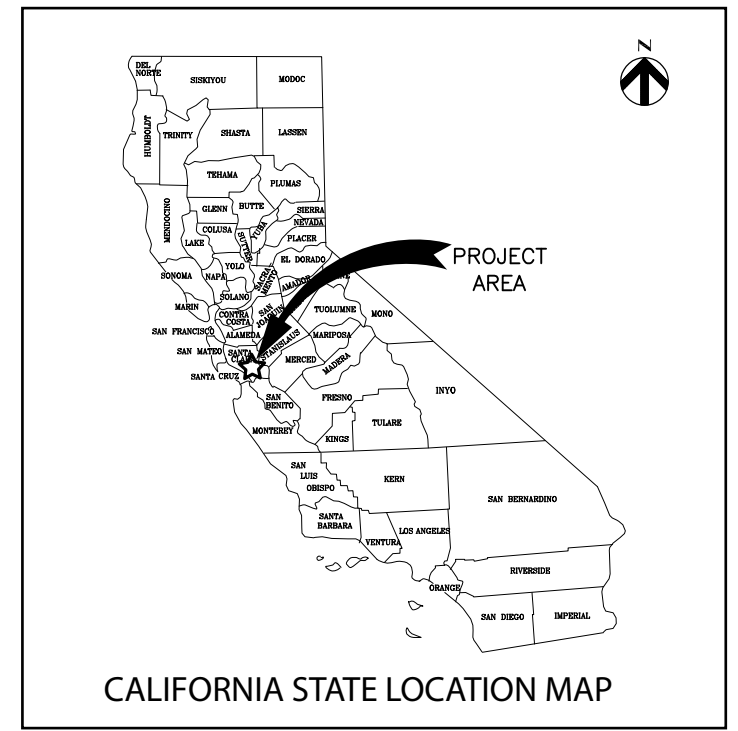 N
DEL
NORTE
SISKIYOU
MODOC
HUMBOLDT
TRINITY
SHASTA
LASSEN
TEHAMA
PLUMAS
MENDOCINO
GLENN
BUTTE
SIERRA
NEVADA
YUBA
COLUSA
SUTTER
PLACER
LAKE
EL DORADO
YOLO
SACRA
MENTO
AMADOR
PROJECT
AREA
SONOMA
NAPA
SOLANO
MARIN
CONTRA
COSTA
SAN
JOAQUIN
TUOLUMNE
MONO
SAN FRANCISCO
ALAMEDA
STANISLAUS
MARIPOSA
SAN MATEO
SANTA
MERCED
MADERA
SANTA CRUZ
SAN
BENITO
FRESNO
INYO
MONTEREY
KINGS
TULARE
SAN
LUIS
OBISPO
KERN
SAN BERNARDINO
SANTA
BARBARA
VENTURA
LOS ANGELES
ORANGE
RIVERSIDE
SAN DIEGO
IMPERIAL
CALIFORNIA STATE LOCATION MAP